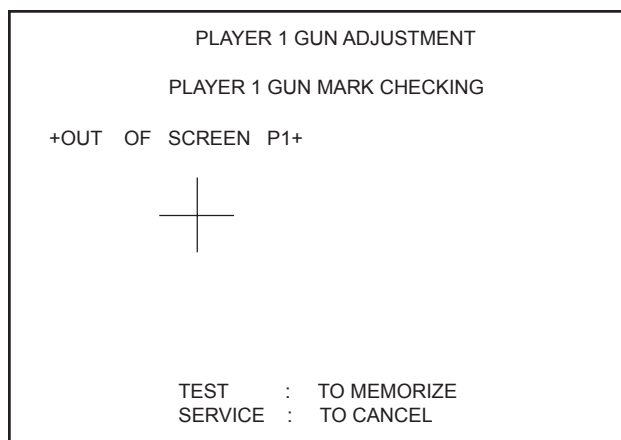 PLAYER 1 GUN ADJUSTMENT
PLAYER 1 GUN MARK CHECKING
+OUT OF SCREEN P1+
TEST : TO MEMORIZE
SERVICE : TO CANCEL